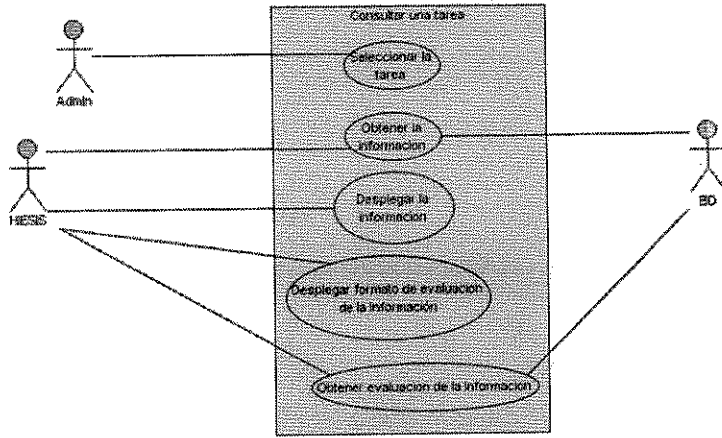 Consultar una tarea
Seleccionar la
tarea
Admin
Obtener la
informacion
HIESIS
Desplegar la
informacion
BD
Desplegar formato de evaluacion
de la información
Obtener evaluacion de la informacion